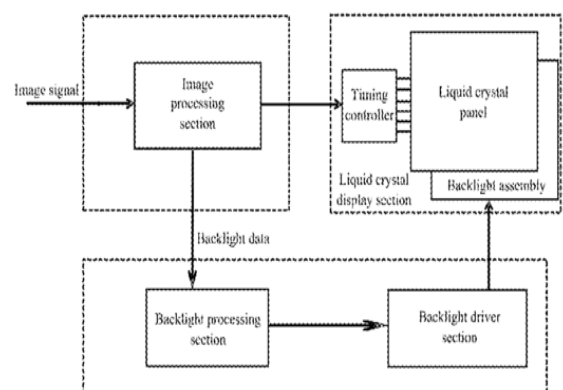 Image signal
Image
processing
section
Timing
controller
Liquid crystal
panel
Backlight assembly
Liquid crystal
display section
Backlight data
Backlight processing
section
Backlight driver
section